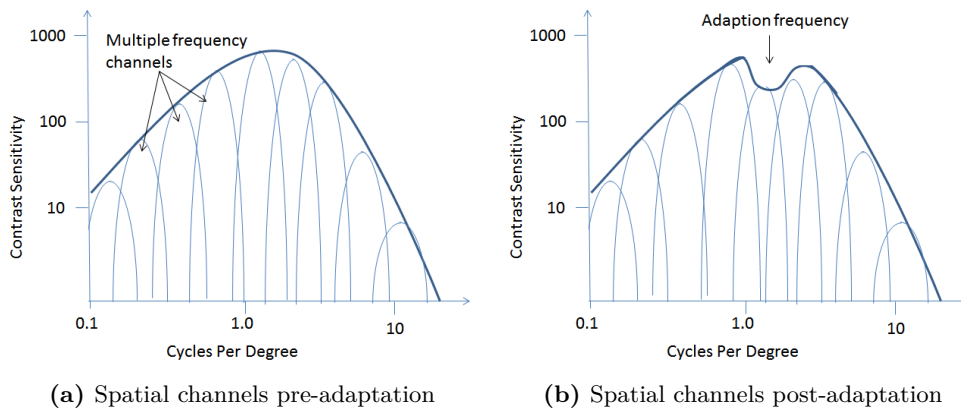 1000
Multiple frequency
channels
100
10
Contrast Sensitivity
0.1
1.0
10
Cycles Per Degree
(a) Spatial channels pre-adaptation
Adaption frequency
1000
100
10
Contrast Sensitivity
0.1
1.0
10
Cycles Per Degree
(b) Spatial channels post-adaptation